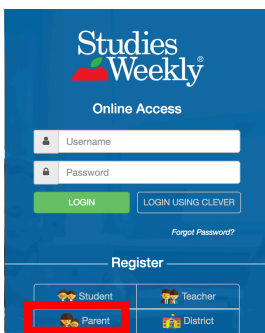 Studies
Weekly®
Online Access
Username
Password
LOGIN
LOGIN USING CLEVER
Forgot Password?
Register
Student
Teacher
Parent
District